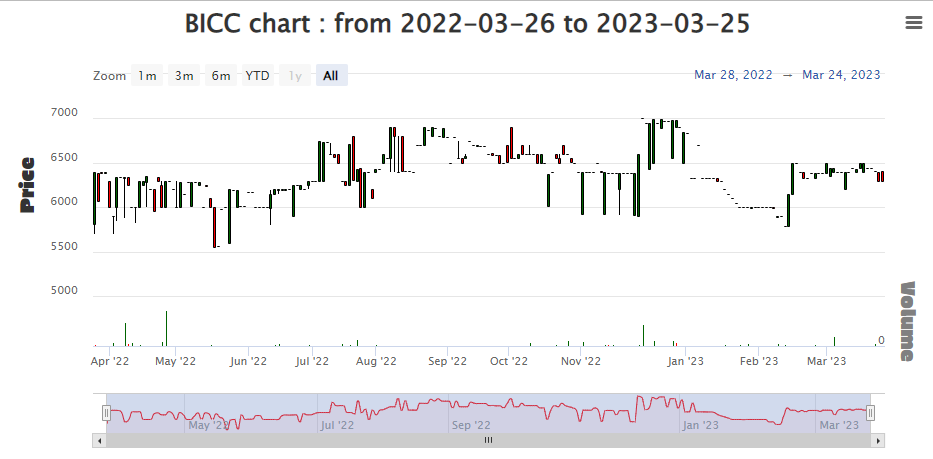 BICC chart : from 2022-03-26 to 2023-03-25
Zoom 1m 3m 6m YTD 1y All Mar 28, 2022 → Mar 24, 2023
7000
6500
6000
5500
5000
Price
Volume
0
Apr '22 May '22 Jun '22 Jul '22 Aug '22 Sep '22 Oct '22 Nov '22 Jan '23 Feb '23 Mar '23
May '22 Jul '22 Sep '22 Jan '23 Mar '23